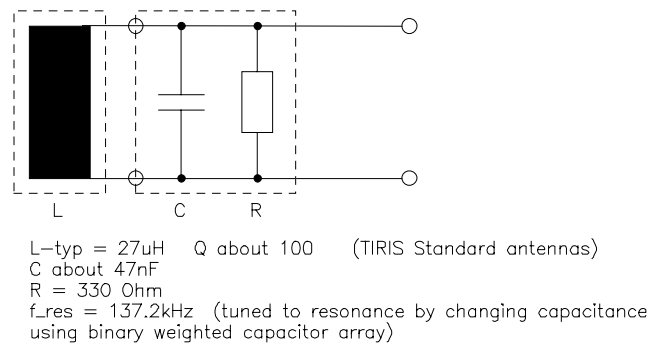 L C R
L-typ = 27uH Q about 100 (TIRIS Standard antennas)
C about 47nF
R = 330 Ohm
f_res = 137.2kHz (tuned to resonance by changing capacitance
using binary weighted capacitor array)